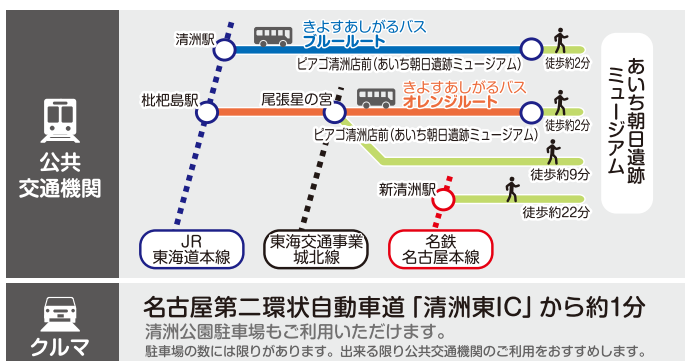 公共
交通機関
清洲駅
きよすあしがるバス
ブルールート
ピアゴ清洲店前(あいち朝日遺跡ミュージアム)
徒歩約2分
枇杷島駅
尾張星の宮
きよすあしがるバス
オレンジルート
ピアゴ清洲店前(あいち朝日遺跡ミュージアム)
徒歩約2分
徒歩約9分
新清洲駅
徒歩約22分
あいち朝日遺跡
ミュージアム
JR
東海道本線
東海交通事業
城北線
名鉄
名古屋本線
クルマ
名古屋第二環状自動車道「清洲東IC」から約1分
清洲公園駐車場もご利用いただけます。
駐車場の数には限りがあります。出来る限り公共交通機関のご利用をおすすめします。